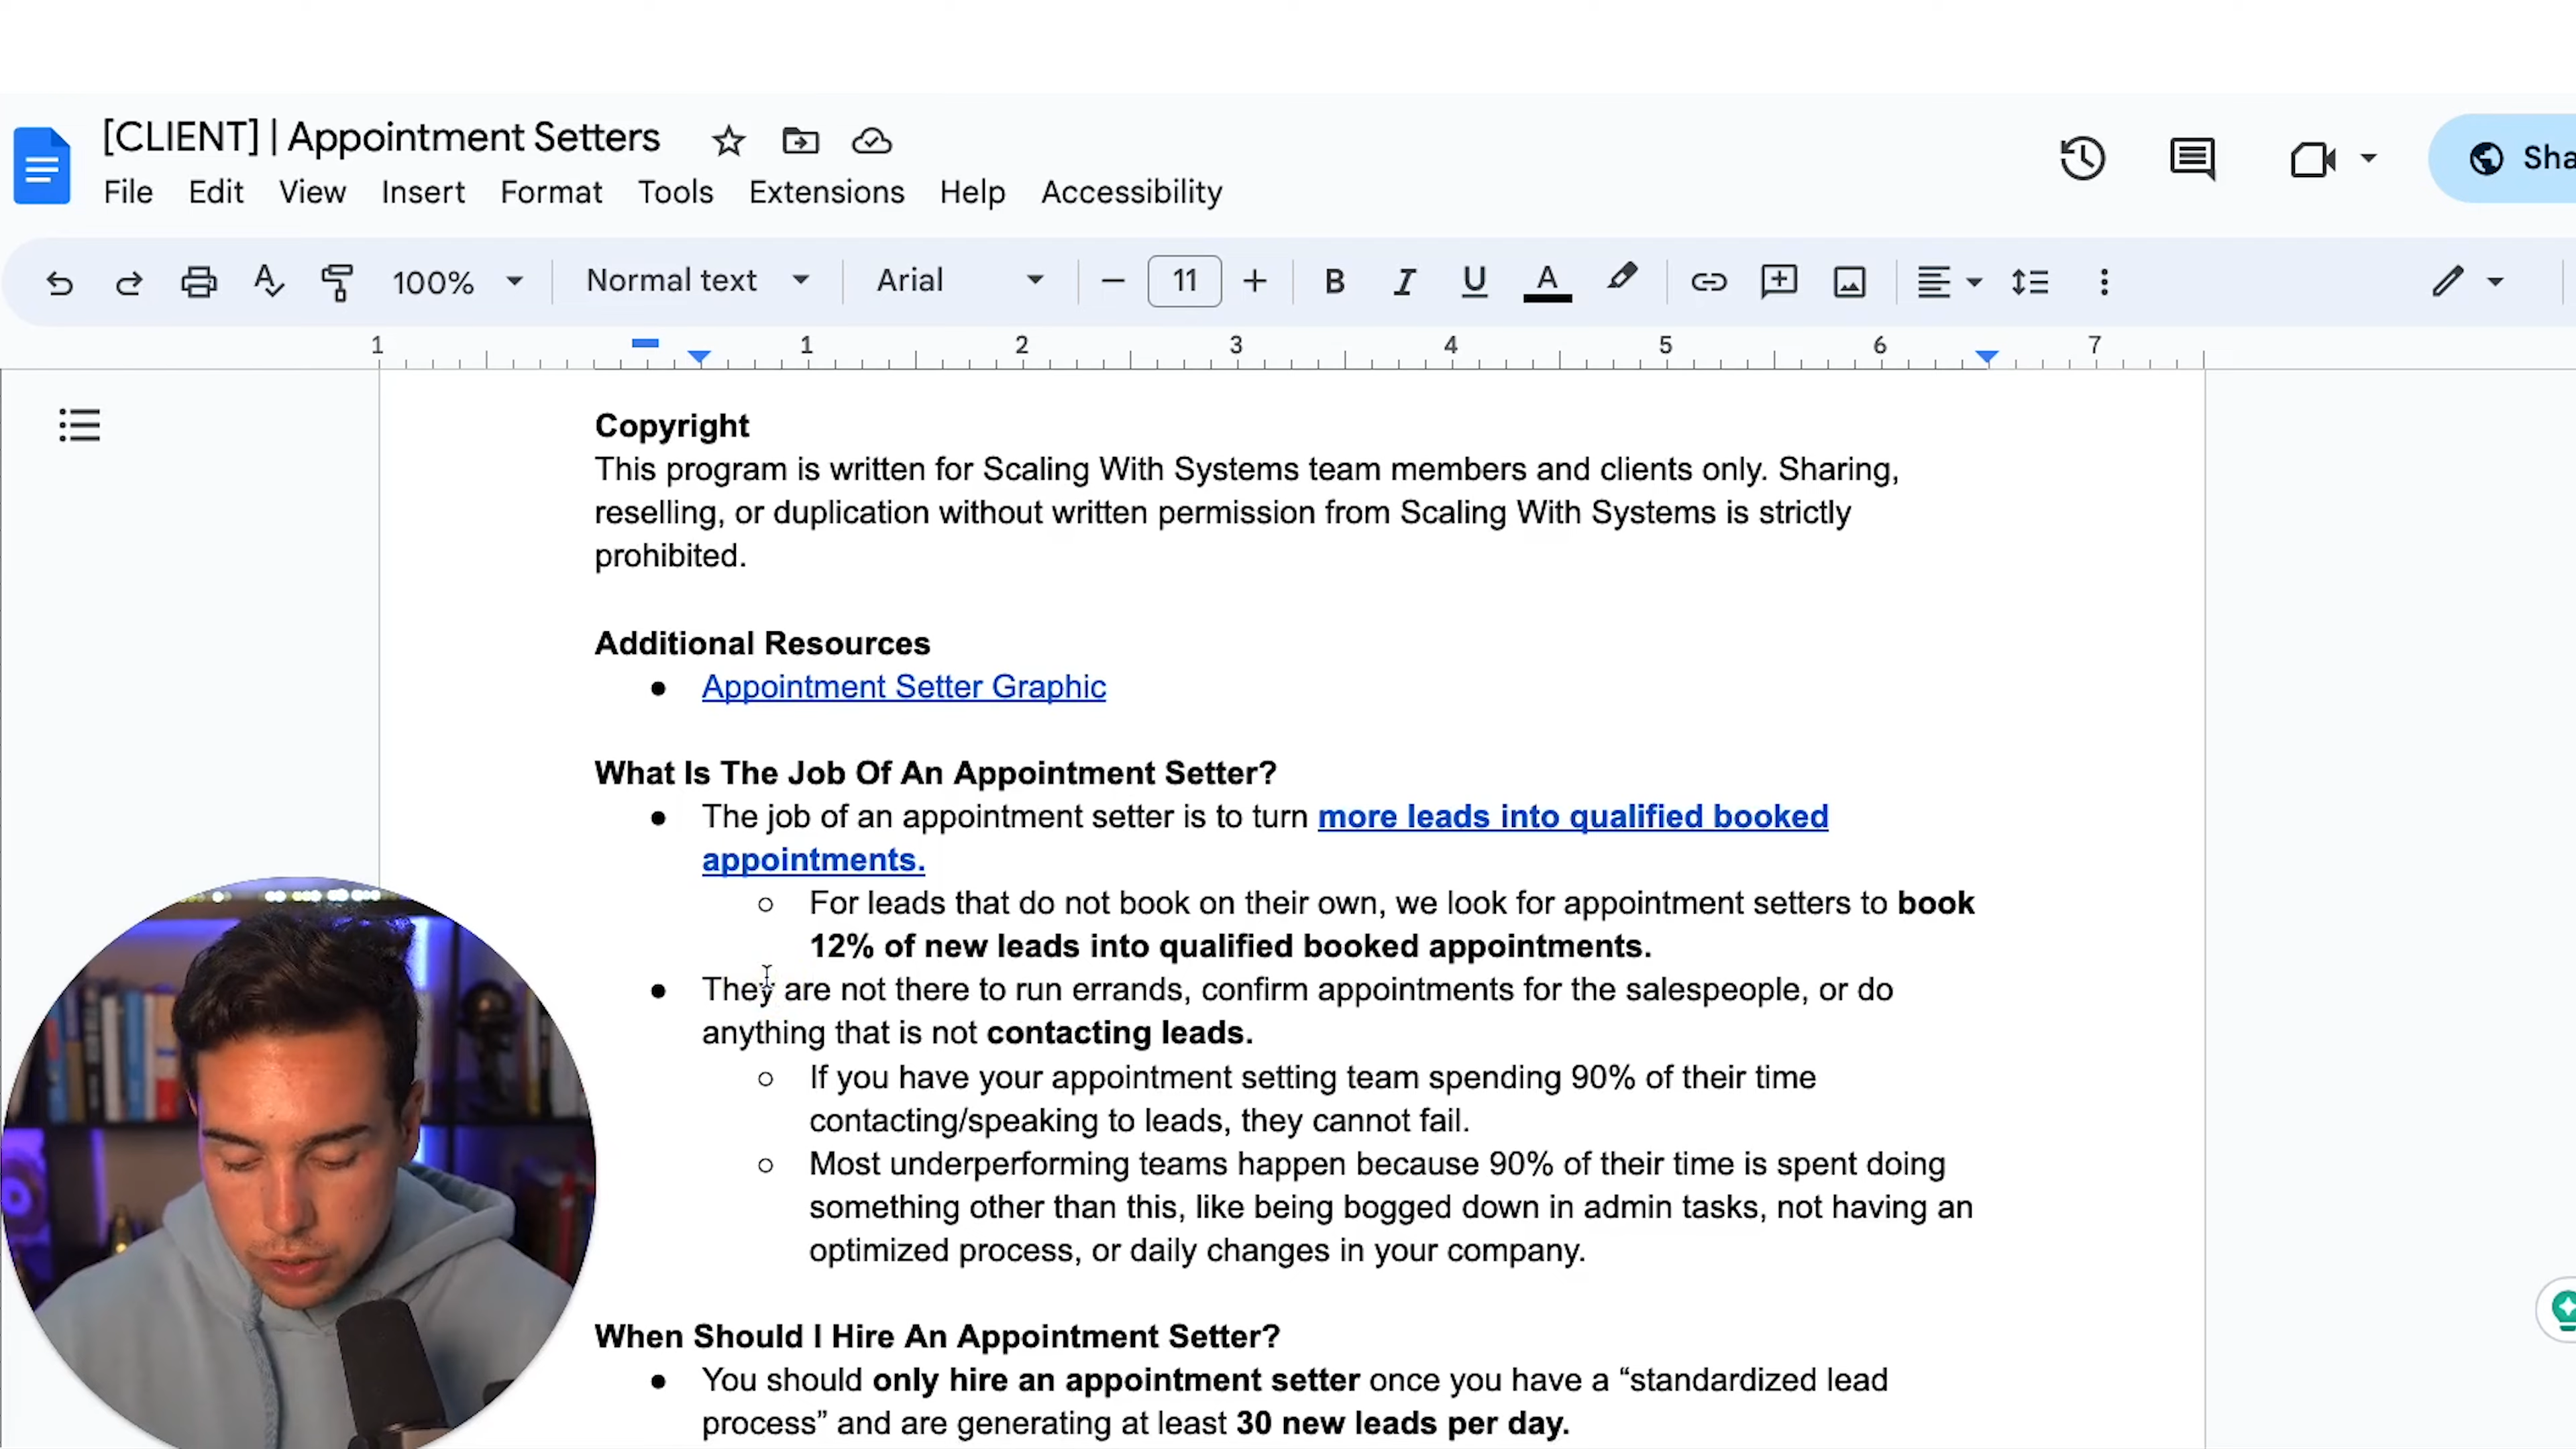 [CLIENT] | Appointment Setters
File Edit View Insert Format Tools Extensions Help Accessibility
100% Normal text Arial 11 B I U A
1 1 2 3 4 5 6 7
Copyright
This program is written for Scaling With Systems team members and clients only. Sharing,
reselling, or duplication without written permission from Scaling With Systems is strictly
prohibited.
Additional Resources
● Appointment Setter Graphic
What Is The Job Of An Appointment Setter?
● The job of an appointment setter is to turn more leads into qualified booked
appointments.
○ For leads that do not book on their own, we look for appointment setters to book
12% of new leads into qualified booked appointments.
● They are not there to run errands, confirm appointments for the salespeople, or do
anything that is not contacting leads.
○ If you have your appointment setting team spending 90% of their time
contacting/speaking to leads, they cannot fail.
○ Most underperforming teams happen because 90% of their time is spent doing
something other than this, like being bogged down in admin tasks, not having an
optimized process, or daily changes in your company.
When Should I Hire An Appointment Setter?
● You should only hire an appointment setter once you have a “standardized lead
process” and are generating at least 30 new leads per day.